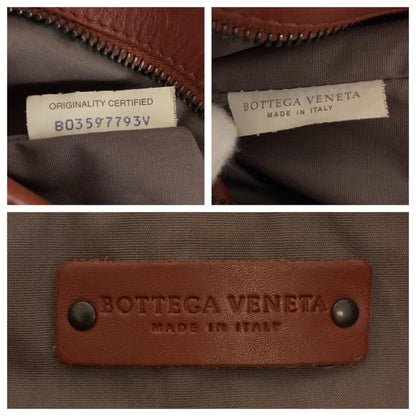 ORIGINALITY CERTIFIED
B03597793V
BOTTEGA VENETA
MADE IN ITALY
BOTTEGA VENETA
MADE IN ITALY